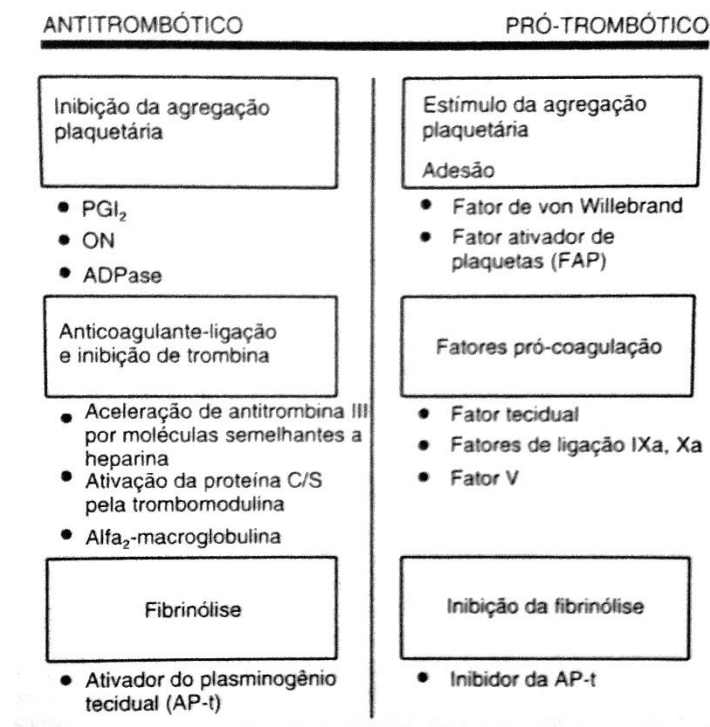 ANTITROMBÓTICO
PRÓ-TROMBÓTICO
Inibição da agregação
plaquetária
• PGI₂
• ON
• ADPase
Anticoagulante-ligação
e inibição de trombina
• Aceleração de antitrombina III
por moléculas semelhantes a
heparina
• Ativação da proteína C/S
pela trombomodulina
• Alfa₂-macroglobulina
Fibrinólise
• Ativador do plasminogênio
tecidual (AP-t)
Estímulo da agregação
plaquetária
Adesão
• Fator de von Willebrand
• Fator ativador de
plaquetas (FAP)
Fatores pró-coagulação
• Fator tecidual
• Fatores de ligação IXa, Xa
• Fator V
Inibição da fibrinólise
• Inibidor da AP-t